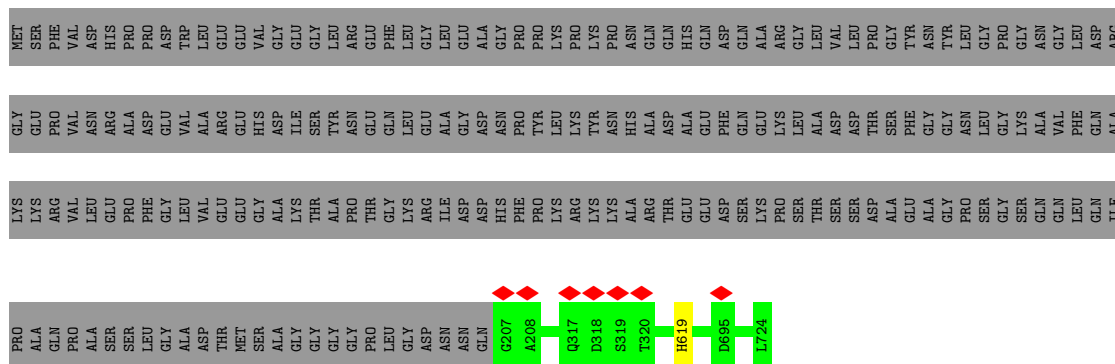 MET SER PHE VAL ASP HIS PRO PRO ASP TRP LEU GLU GLU VAL GLY GLU GLY LEU ARG GLU PHE LEU GLY LEU GLU ALA GLY PRO PRO LYS PRO LYS PRO ASN GLN GLN HIS GLN ASP GLN ALA ARG GLY LEU VAL LEU PRO GLY TYR ASN TYR LEU GLY PRO GLY ASN GLY LEU ASP ARG
GLY GLU PRO VAL ASN ARG ALA ASP GLU VAL ALA ARG GLU HIS ASP ILE SER TYR ASN GLU GLN LEU GLU ALA GLY ASP ASN PRO TYR LEU LYS TYR ASN HIS ALA ASP ALA GLU PHE GLN GLU LYS LEU ALA ASP ASP THR SER PHE GLY GLY ASN LEU GLY LYS ALA VAL PHE GLN ALA
LYS LYS ARG VAL LEU GLU PRO PHE GLY LEU VAL GLU GLU GLY ALA LYS THR ALA PRO THR GLY LYS ARG ILE ASP ASP HIS PHE PRO LYS ARG LYS LYS ALA ARG THR GLU GLU ASP SER LYS PRO SER THR SER SER ASP ALA GLU ALA GLY PRO SER GLY SER GLN GLN LEU GLN ILE
PRO ALA GLN PRO ALA SER SER LEU GLY ALA ASP THR MET SER ALA GLY GLY GLY GLY PRO LEU GLY ASP ASN ASN GLN G207 A208 Q317 D318 S319 T320 H619 D695 L724